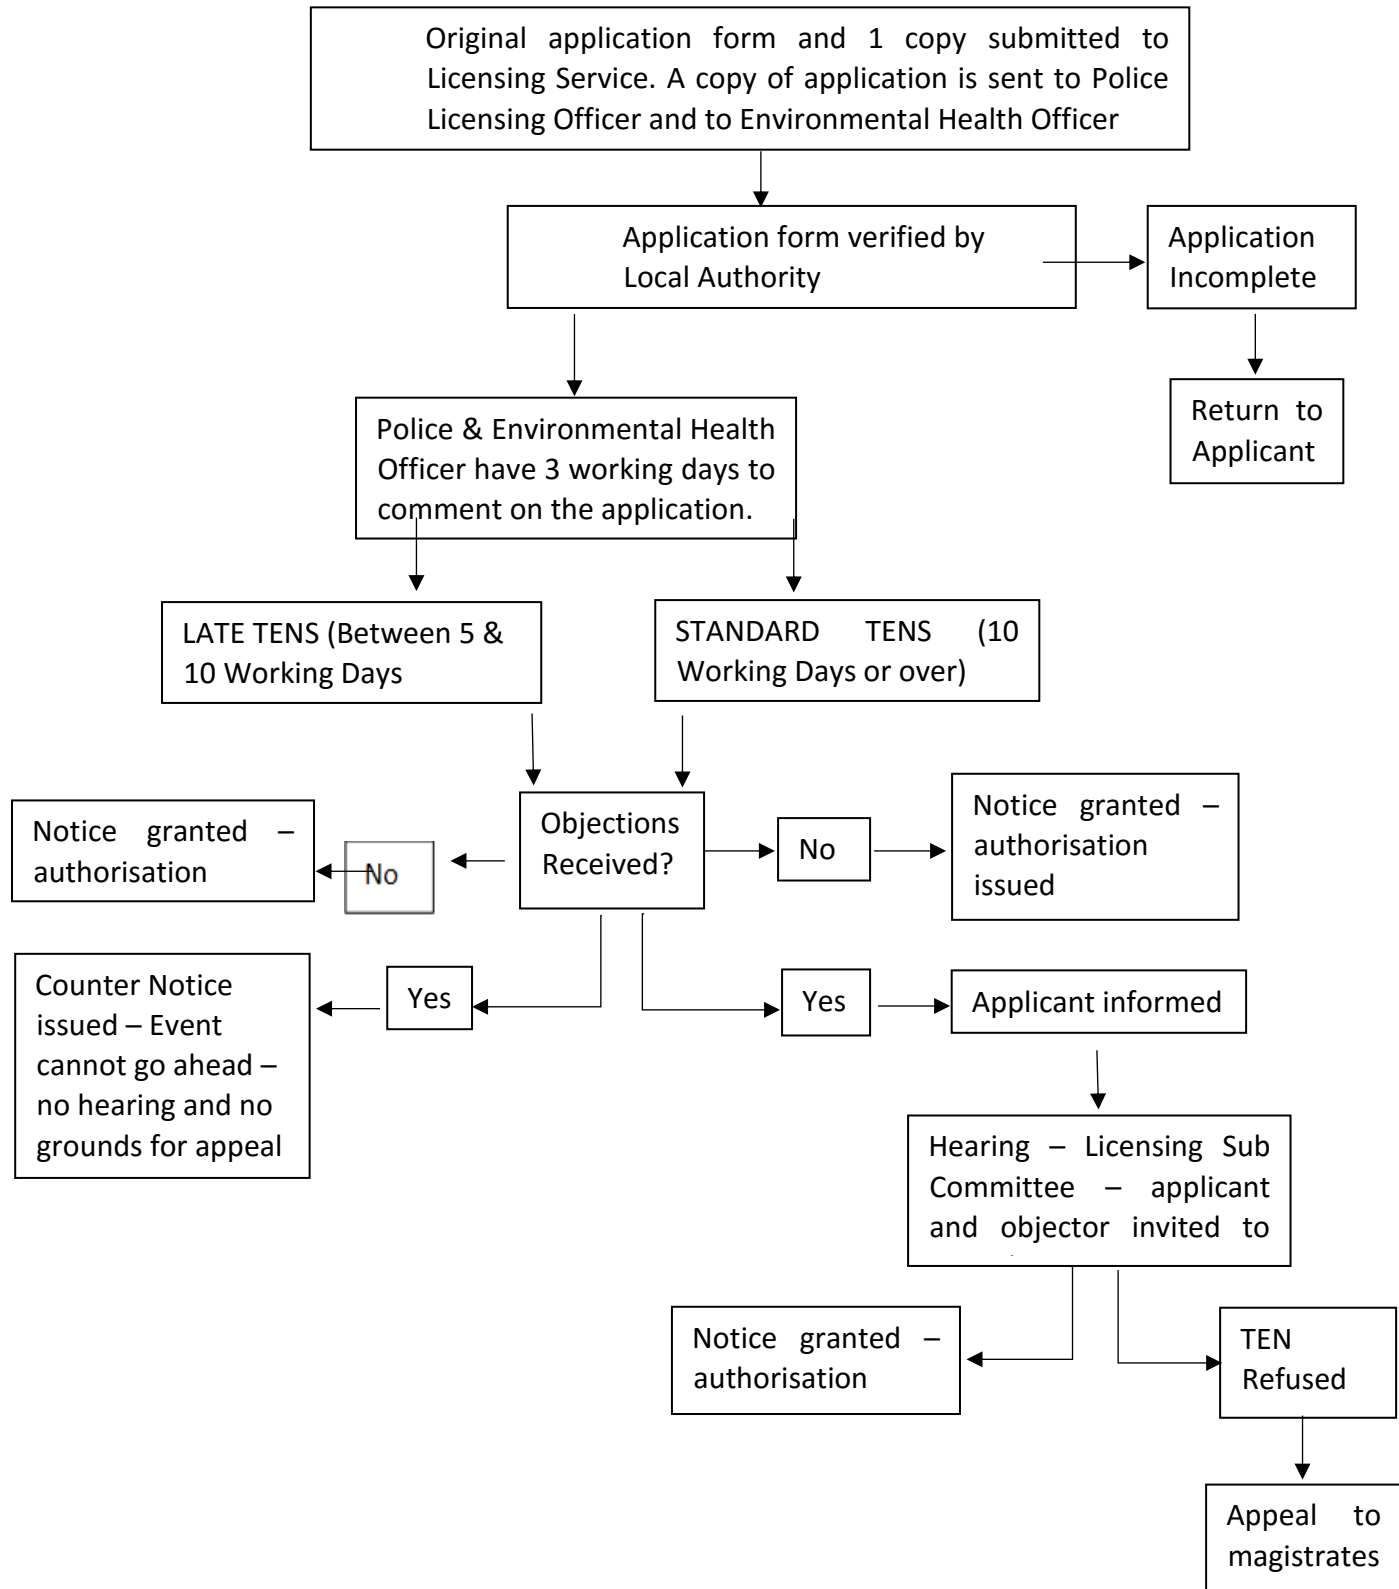 Original application form and 1 copy submitted to
Licensing Service. A copy of application is sent to Police
Licensing Officer and to Environmental Health Officer
Application form verified by
Local Authority
Application
Incomplete
Return to
Applicant
Police & Environmental Health
Officer have 3 working days to
comment on the application.
LATE TENS (Between 5 &
10 Working Days
STANDARD TENS (10
Working Days or over)
Objections
Received?
No
Notice granted –
authorisation
No
Notice granted –
authorisation
issued
Yes
Counter Notice
issued – Event
cannot go ahead –
no hearing and no
grounds for appeal
Yes
Applicant informed
Hearing – Licensing Sub
Committee – applicant
and objector invited to
Notice granted –
authorisation
TEN
Refused
Appeal to
magistrates